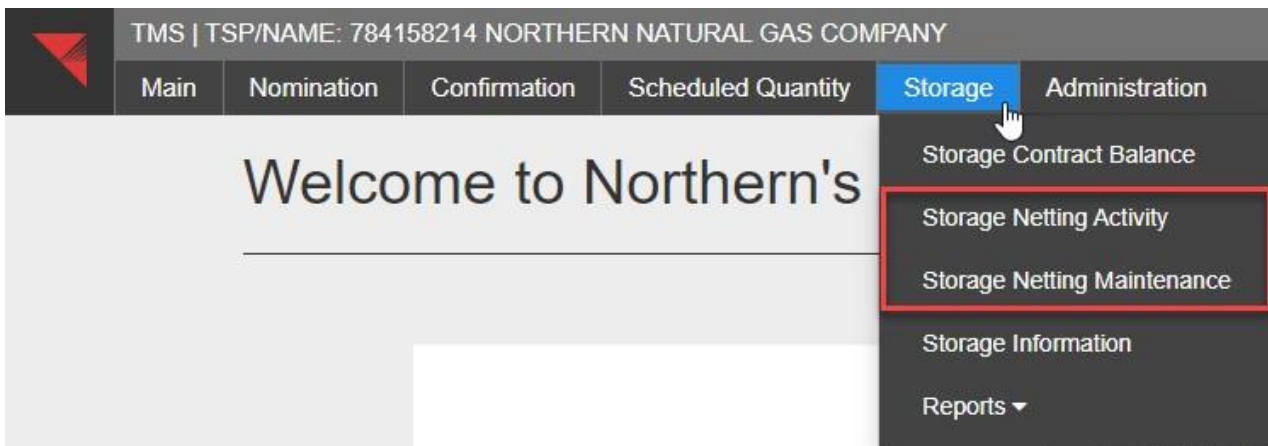 TMS | TSP/NAME: 784158214 NORTHERN NATURAL GAS COMPANY
Main Nomination Confirmation Scheduled Quantity Storage Administration
Welcome to Northern's
Storage Contract Balance
Storage Netting Activity
Storage Netting Maintenance
Storage Information
Reports